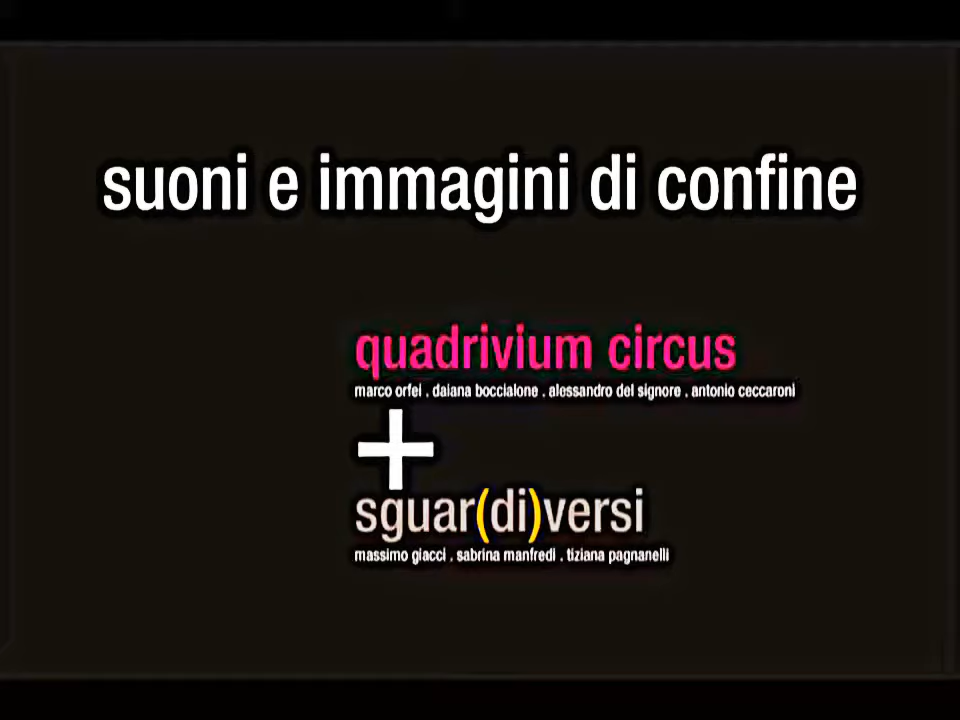 suoni e immagini di confine
quadrivium circus
marco orfei . daiana boccialone . alessandro del signore . antonio ceccaroni
+
sguar(di)versi
massimo giacci . sabrina manfredi . tiziana pagnanelli